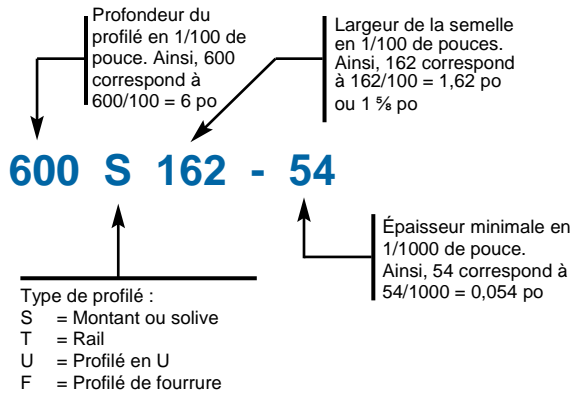 Profondeur du
profilé en 1/100 de
pouce. Ainsi, 600
correspond à
600/100 = 6 po
Largeur de la semelle
en 1/100 de pouces.
Ainsi, 162 correspond
à 162/100 = 1,62 po
ou 1 ⅝ po
600 S 162 - 54
Épaisseur minimale en
1/1000 de pouce.
Ainsi, 54 correspond à
54/1000 = 0,054 po
Type de profilé :
S = Montant ou solive
T = Rail
U = Profilé en U
F = Profilé de fourrure